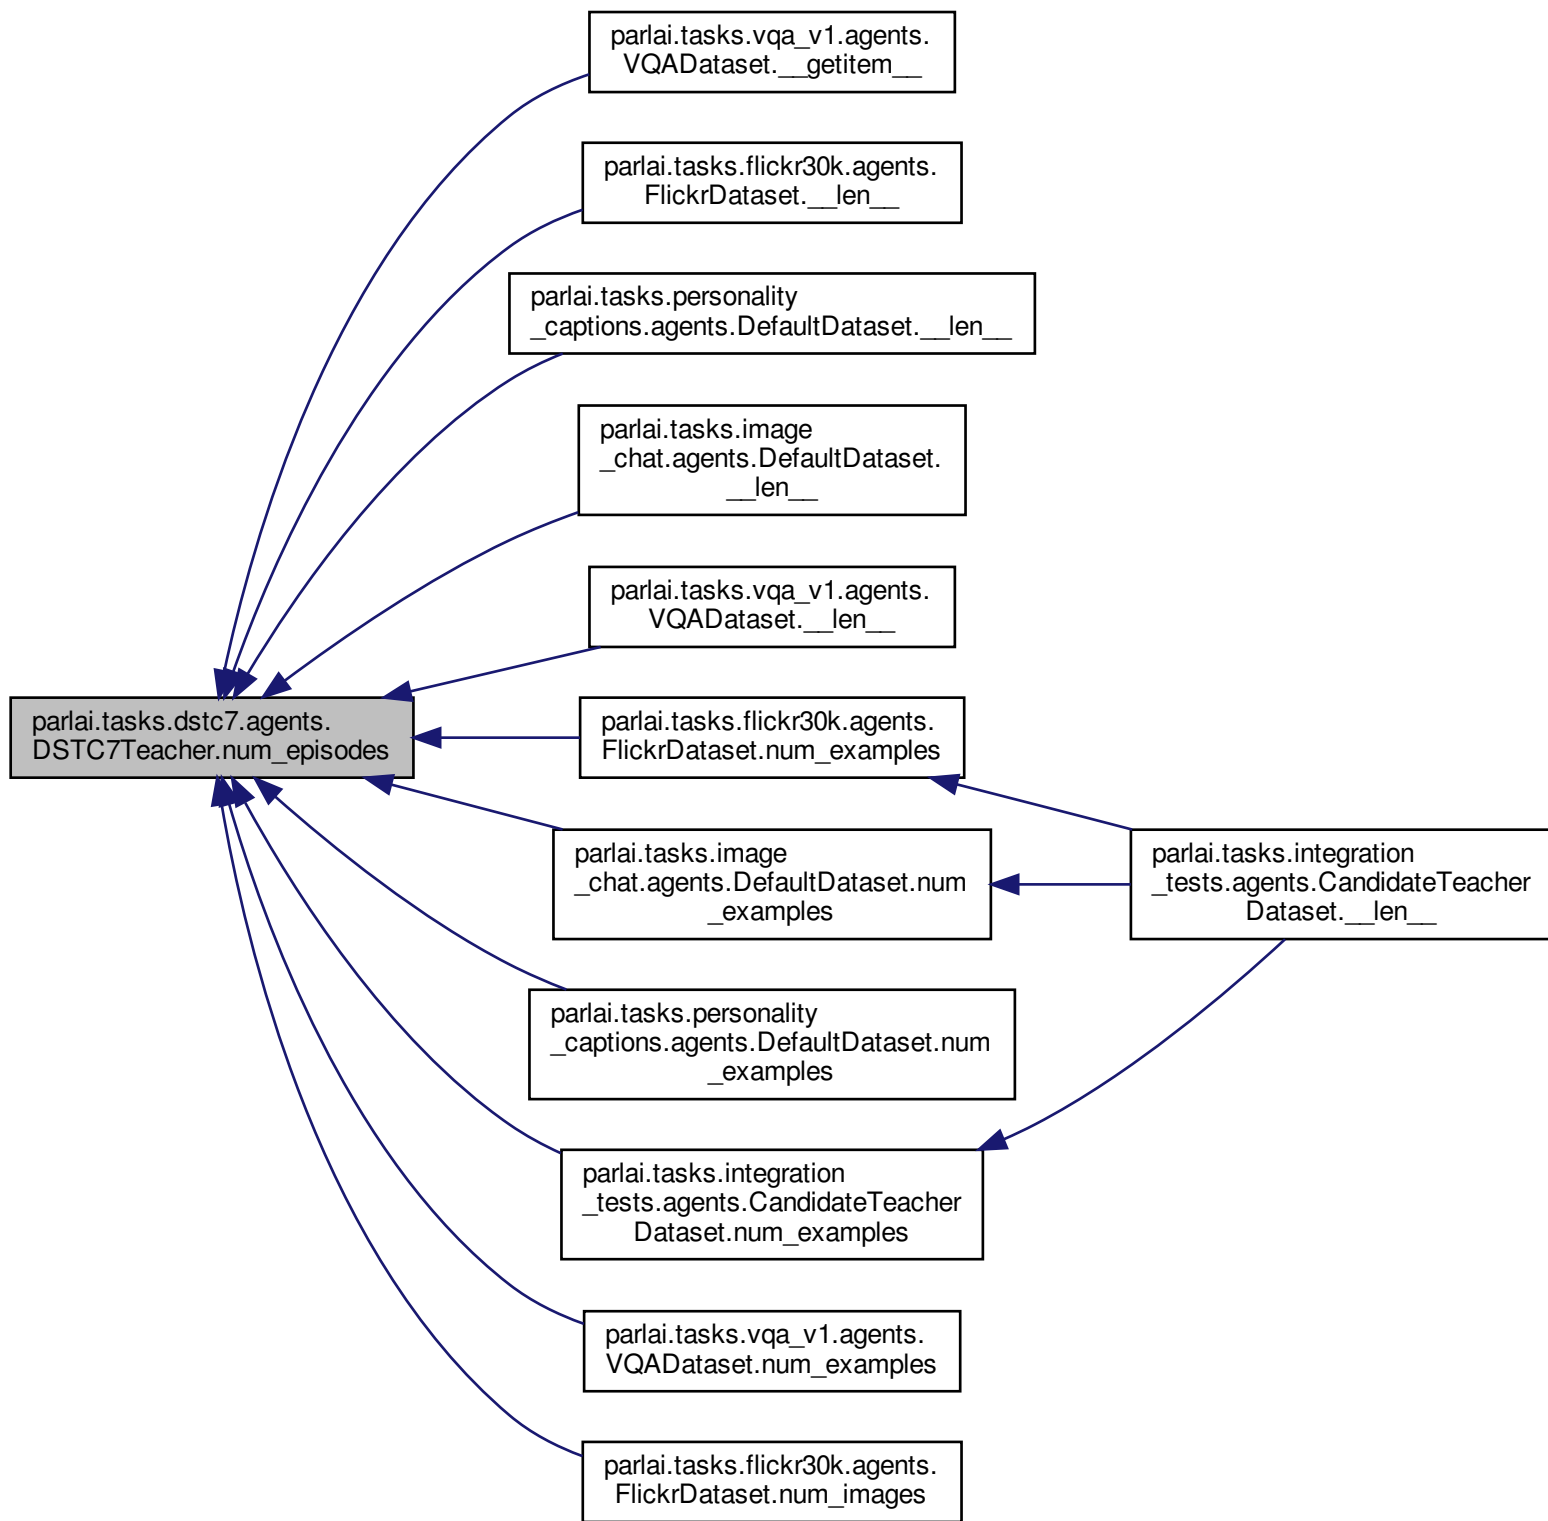 parlai.tasks.vqa_v1.agents.
VQADataset.__getitem__
parlai.tasks.flickr30k.agents.
FlickrDataset.__len__
parlai.tasks.personality
_captions.agents.DefaultDataset.__len__
parlai.tasks.image
_chat.agents.DefaultDataset.
__len__
parlai.tasks.vqa_v1.agents.
VQADataset.__len__
parlai.tasks.dstc7.agents.
DSTC7Teacher.num_episodes
parlai.tasks.flickr30k.agents.
FlickrDataset.num_examples
parlai.tasks.image
_chat.agents.DefaultDataset.num
_examples
parlai.tasks.integration
_tests.agents.CandidateTeacher
Dataset.__len__
parlai.tasks.personality
_captions.agents.DefaultDataset.num
_examples
parlai.tasks.integration
_tests.agents.CandidateTeacher
Dataset.num_examples
parlai.tasks.vqa_v1.agents.
VQADataset.num_examples
parlai.tasks.flickr30k.agents.
FlickrDataset.num_images